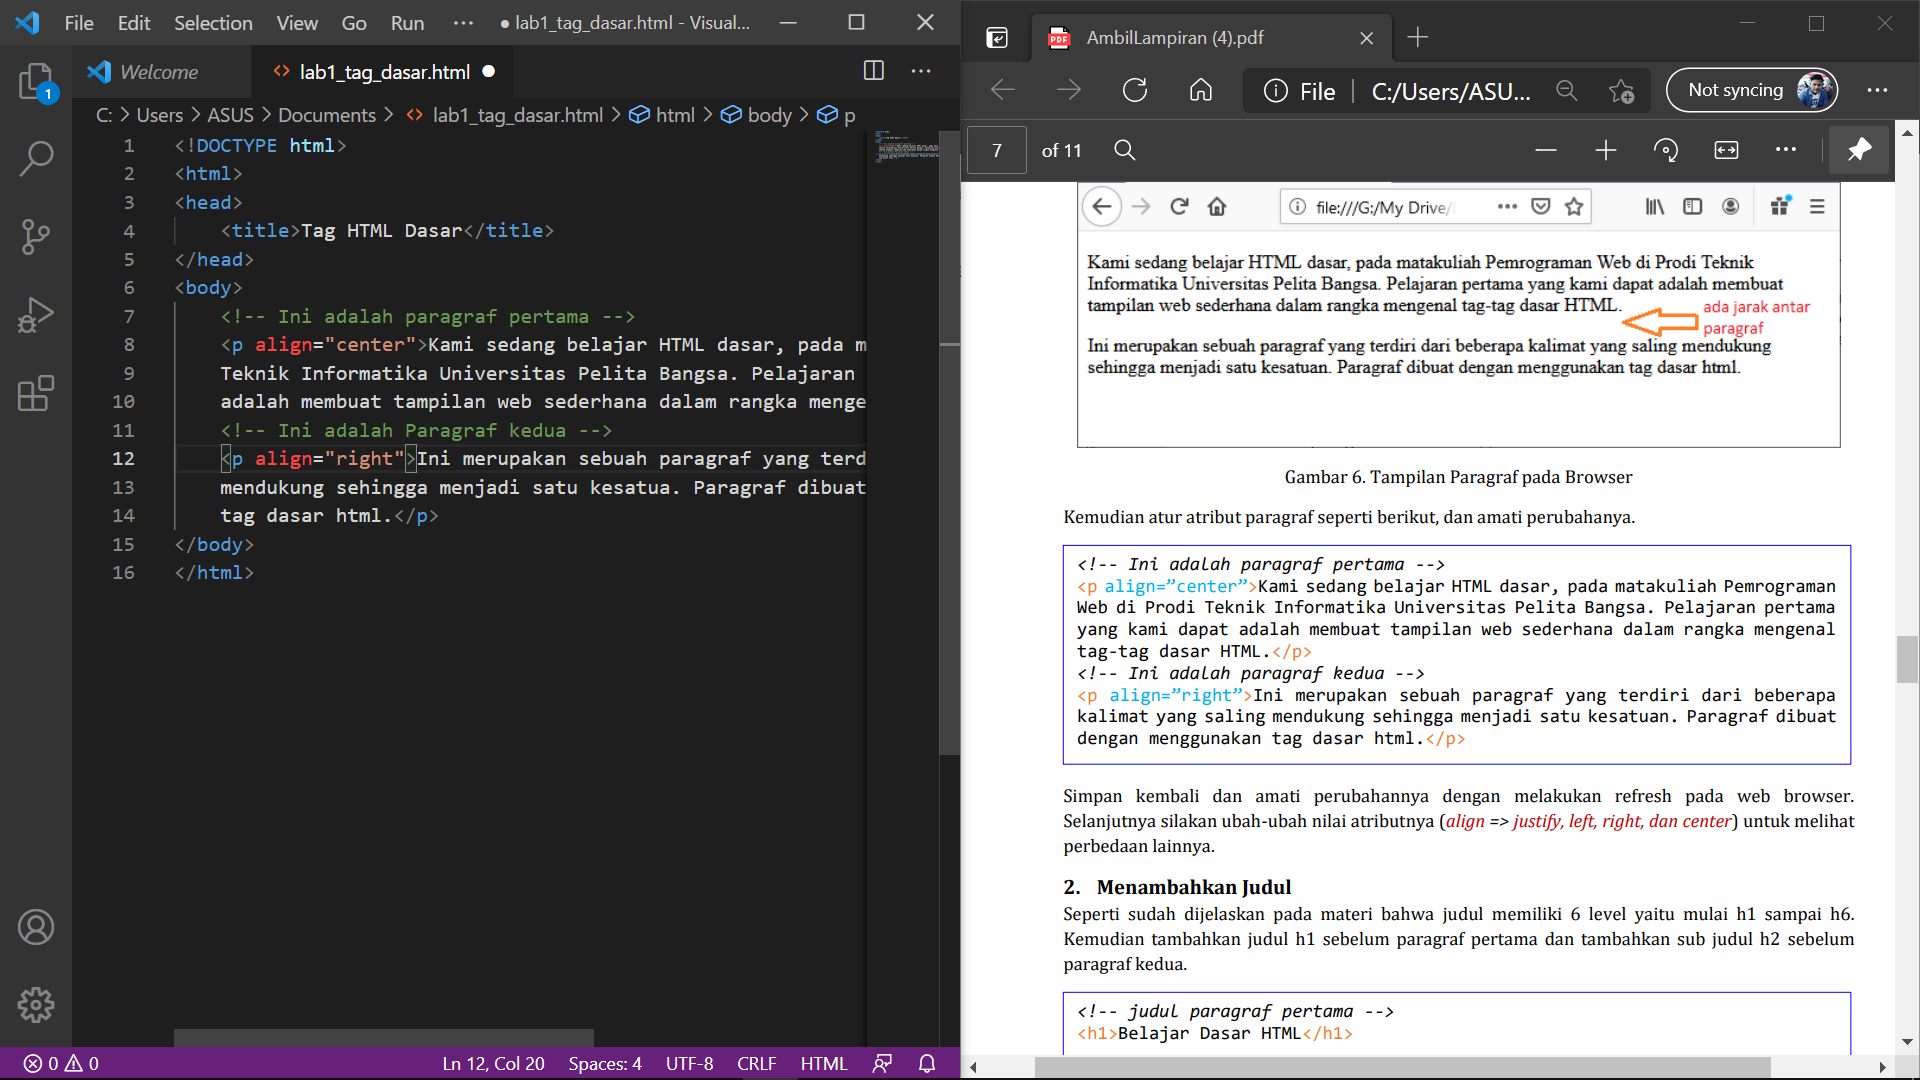 File Edit Selection View Go Run ··· ● lab1_tag_dasar.html - Visual...
Welcome
lab1_tag_dasar.html ●
C: > Users > ASUS > Documents > lab1_tag_dasar.html > html > body > p
1 <!DOCTYPE html>
2 <html>
3 <head>
4 <title>Tag HTML Dasar</title>
5 </head>
6 <body>
7 <!-- Ini adalah paragraf pertama -->
8 <p align="center">Kami sedang belajar HTML dasar, pada m
9 Teknik Informatika Universitas Pelita Bangsa. Pelajaran
10 adalah membuat tampilan web sederhana dalam rangka menge
11 <!-- Ini adalah Paragraf kedua -->
12 <p align="right">Ini merupakan sebuah paragraf yang terd
13 mendukung sehingga menjadi satu kesatua. Paragraf dibuat
14 tag dasar html.</p>
15 </body>
16 </html>
1
0 0 Ln 12, Col 20 Spaces: 4 UTF-8 CRLF HTML
PDF AmbilLampiran (4).pdf
File C:/Users/ASU... Not syncing
7 of 11
file:///G:/My Drive/
Kami sedang belajar HTML dasar, pada matakuliah Pemrograman Web di Prodi Teknik
Informatika Universitas Pelita Bangsa. Pelajaran pertama yang kami dapat adalah membuat
tampilan web sederhana dalam rangka mengenal tag-tag dasar HTML.
ada jarak antar
paragraf
Ini merupakan sebuah paragraf yang terdiri dari beberapa kalimat yang saling mendukung
sehingga menjadi satu kesatuan. Paragraf dibuat dengan menggunakan tag dasar html.
Gambar 6. Tampilan Paragraf pada Browser
Kemudian atur atribut paragraf seperti berikut, dan amati perubahanya.
<!-- Ini adalah paragraf pertama -->
<p align=”center”>Kami sedang belajar HTML dasar, pada matakuliah Pemrograman
Web di Prodi Teknik Informatika Universitas Pelita Bangsa. Pelajaran pertama
yang kami dapat adalah membuat tampilan web sederhana dalam rangka mengenal
tag-tag dasar HTML.</p>
<!-- Ini adalah paragraf kedua -->
<p align=”right”>Ini merupakan sebuah paragraf yang terdiri dari beberapa
kalimat yang saling mendukung sehingga menjadi satu kesatuan. Paragraf dibuat
dengan menggunakan tag dasar html.</p>
Simpan kembali dan amati perubahannya dengan melakukan refresh pada web browser.
Selanjutnya silakan ubah-ubah nilai atributnya (align => justify, left, right, dan center) untuk melihat
perbedaan lainnya.
2. Menambahkan Judul
Seperti sudah dijelaskan pada materi bahwa judul memiliki 6 level yaitu mulai h1 sampai h6.
Kemudian tambahkan judul h1 sebelum paragraf pertama dan tambahkan sub judul h2 sebelum
paragraf kedua.
<!-- judul paragraf pertama -->
<h1>Belajar Dasar HTML</h1>